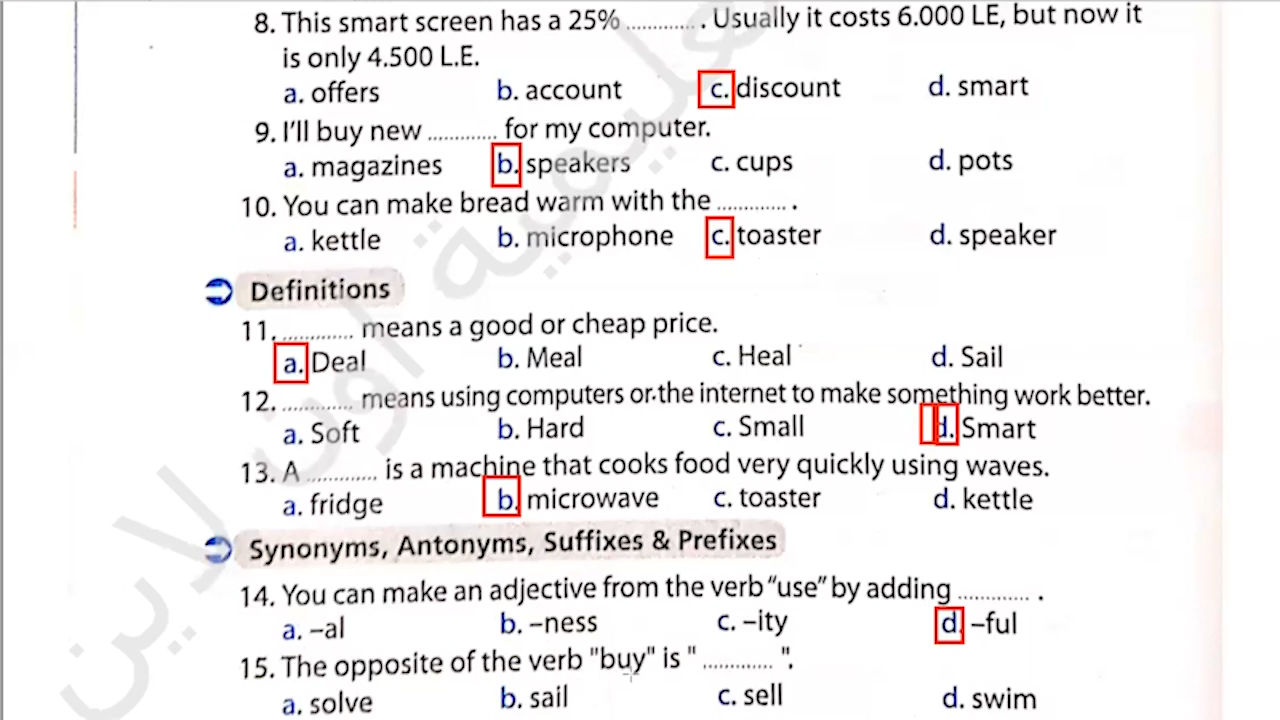 8. This smart screen has a 25% ............ . Usually it costs 6.000 LE, but now it
is only 4.500 L.E.
a. offers b. account c. discount d. smart
9. I'll buy new ............ for my computer.
a. magazines b. speakers c. cups d. pots
10. You can make bread warm with the ............ .
a. kettle b. microphone c. toaster d. speaker
Definitions
11. ............ means a good or cheap price.
a. Deal b. Meal c. Heal d. Sail
12. ............ means using computers or the internet to make something work better.
a. Soft b. Hard c. Small d. Smart
13. A ............ is a machine that cooks food very quickly using waves.
a. fridge b. microwave c. toaster d. kettle
Synonyms, Antonyms, Suffixes & Prefixes
14. You can make an adjective from the verb "use" by adding ............ .
a. –al b. –ness c. –ity d. –ful
15. The opposite of the verb "buy" is " ............ ".
a. solve b. sail c. sell d. swim
اون لاين